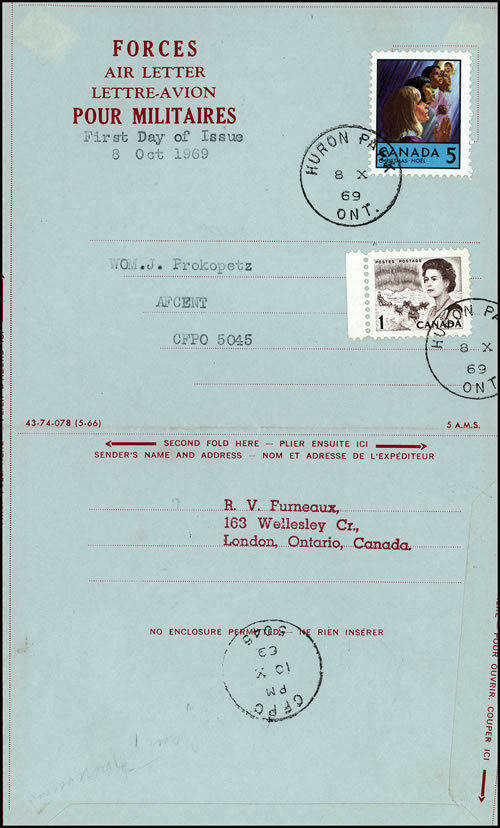 FORCES
AIR LETTER
LETTRE-AVION
POUR MILITAIRES
First Day of Issue
8 Oct 1969
CANADA 5
CHRISTMAS·NOËL
HURON PARK
8 X
69
ONT.
WOM.J. Prokopetz
AFCENT
CFPO 5045
POSTES POSTAGE
1 CANADA
HURON PA
8 X
69
ONT
43-74-078 (5-66)
5 A.M.S.
SECOND FOLD HERE — PLIER ENSUITE ICI
SENDER'S NAME AND ADDRESS — NOM ET ADRESSE DE L'EXPÉDITEUR
R. V. Furneaux,
163 Wellesley Cr.,
London, Ontario, Canada.
NO ENCLOSURE PERMITTED — NE RIEN INSÉRER
CFPO
PM
10 X
69
5045
POUR OUVRIR, COUPER ICI